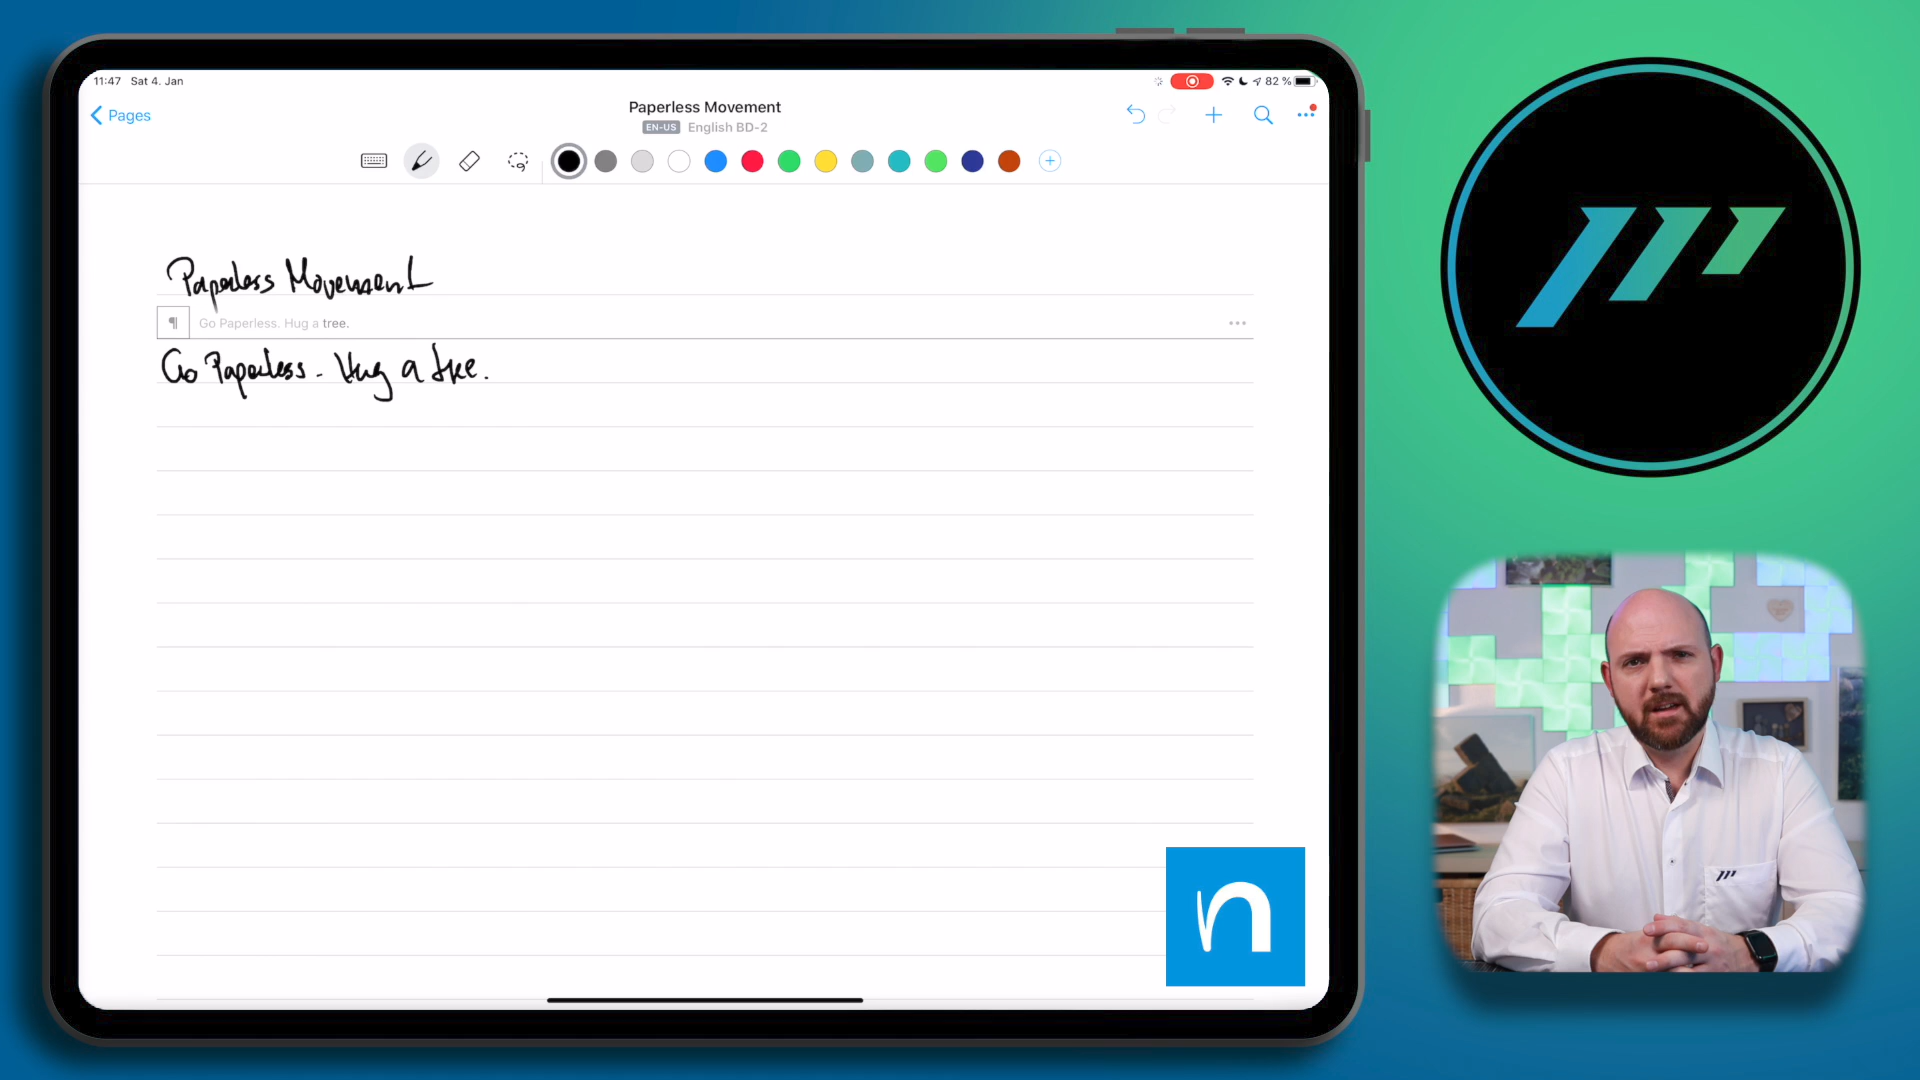 11:47 Sat 4. Jan
82 %
Pages
Paperless Movement
EN-US English BD-2
Paperless Movement
Go Paperless. Hug a tree.
Go Paperless - Hug a tree.
n